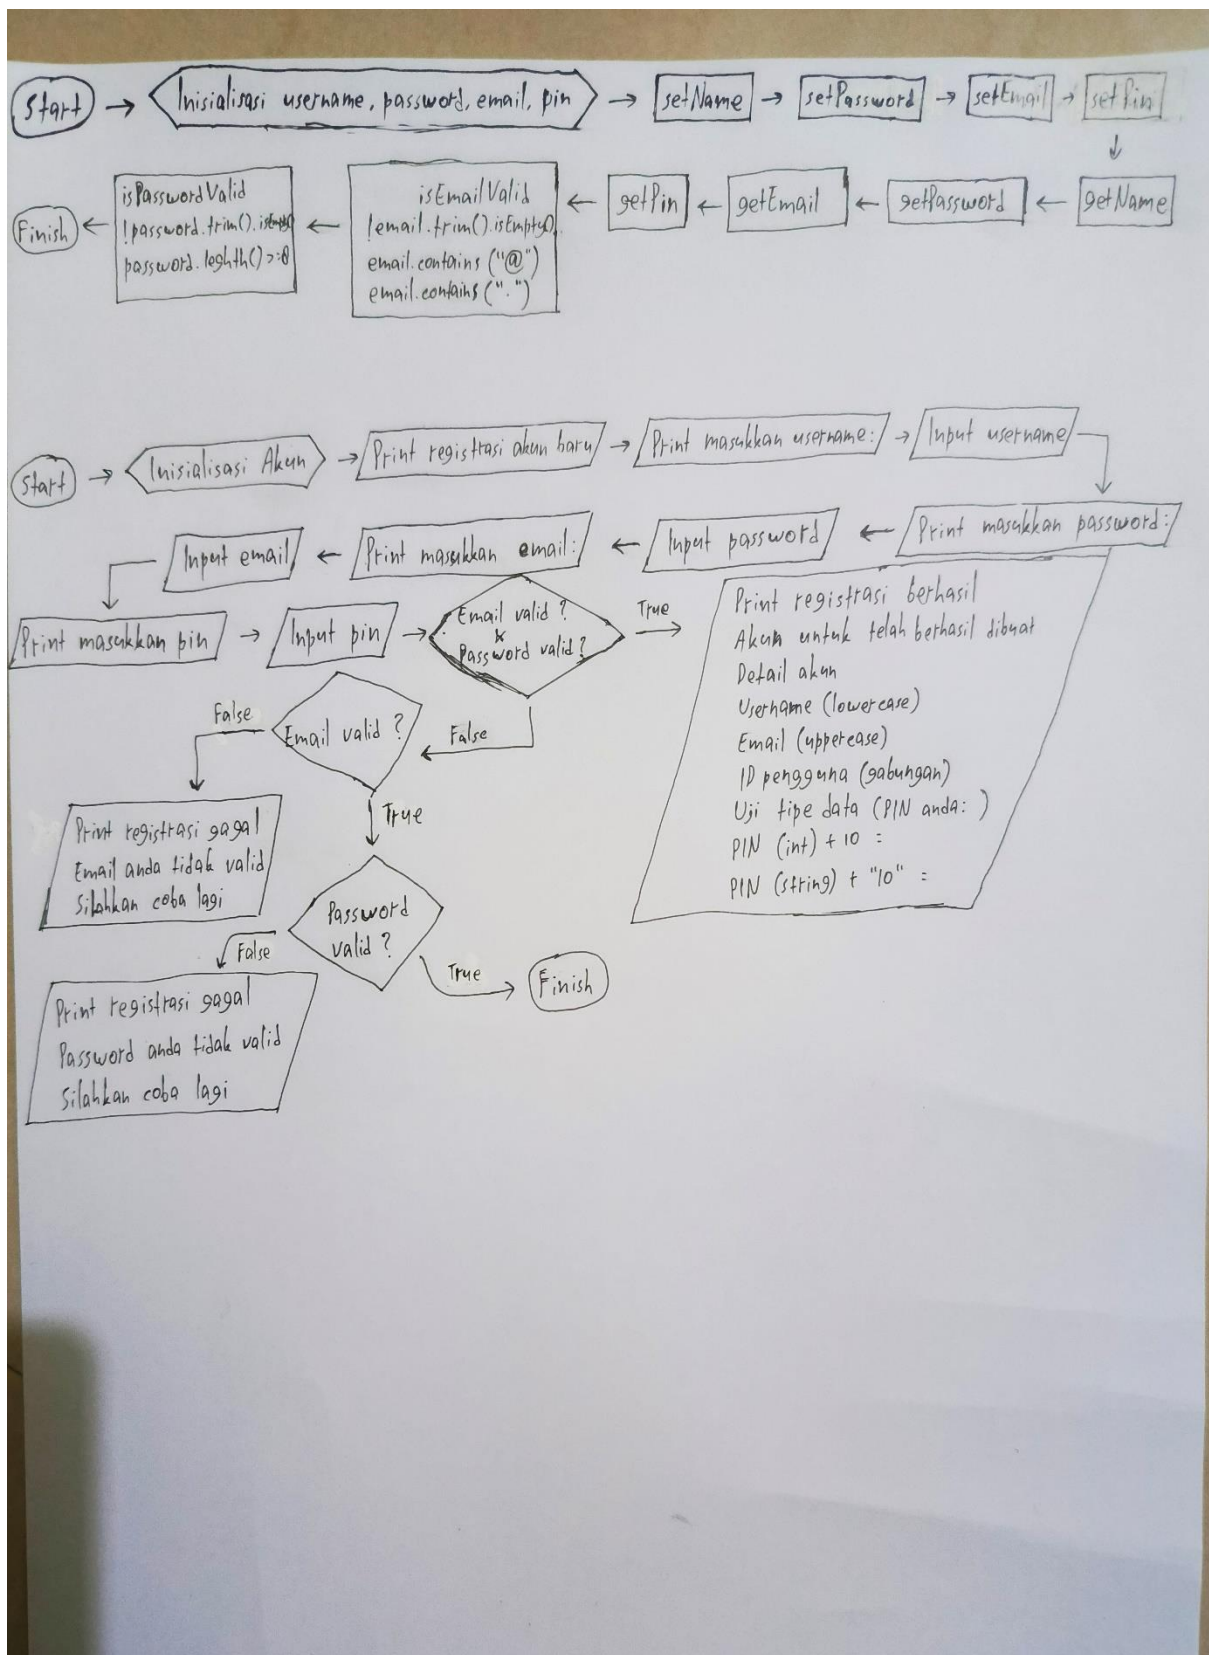 Start
Inisialisasi username, password, email, pin
setName
setPassword
setEmail
setPin
getName
getPassword
getEmail
getPin
isEmailValid
!email.trim().isEmpty()
email.contains("@")
email.contains(".")
isPasswordValid
!password.trim().isEmpty()
password.leghth() >=8
Finish
Start
Inisialisasi Akun
Print registrasi akun baru
Print masukkan username:
Input username
Print masukkan password:
Input password
Print masukkan email:
Input email
Print masukkan pin
Input pin
Email valid ?
&
Password valid ?
True
Print registrasi berhasil
Akun untuk telah berhasil dibuat
Detail akun
Username (lowercase)
Email (uppercase)
ID pengguna (gabungan)
Uji tipe data (PIN anda: )
PIN (int) + 10 =
PIN (string) + "10" =
False
Email valid ?
False
Print registrasi gagal
Email anda tidak valid
Silahkan coba lagi
True
Password
valid ?
False
Print registrasi gagal
Password anda tidak valid
Silahkan coba lagi
True
Finish